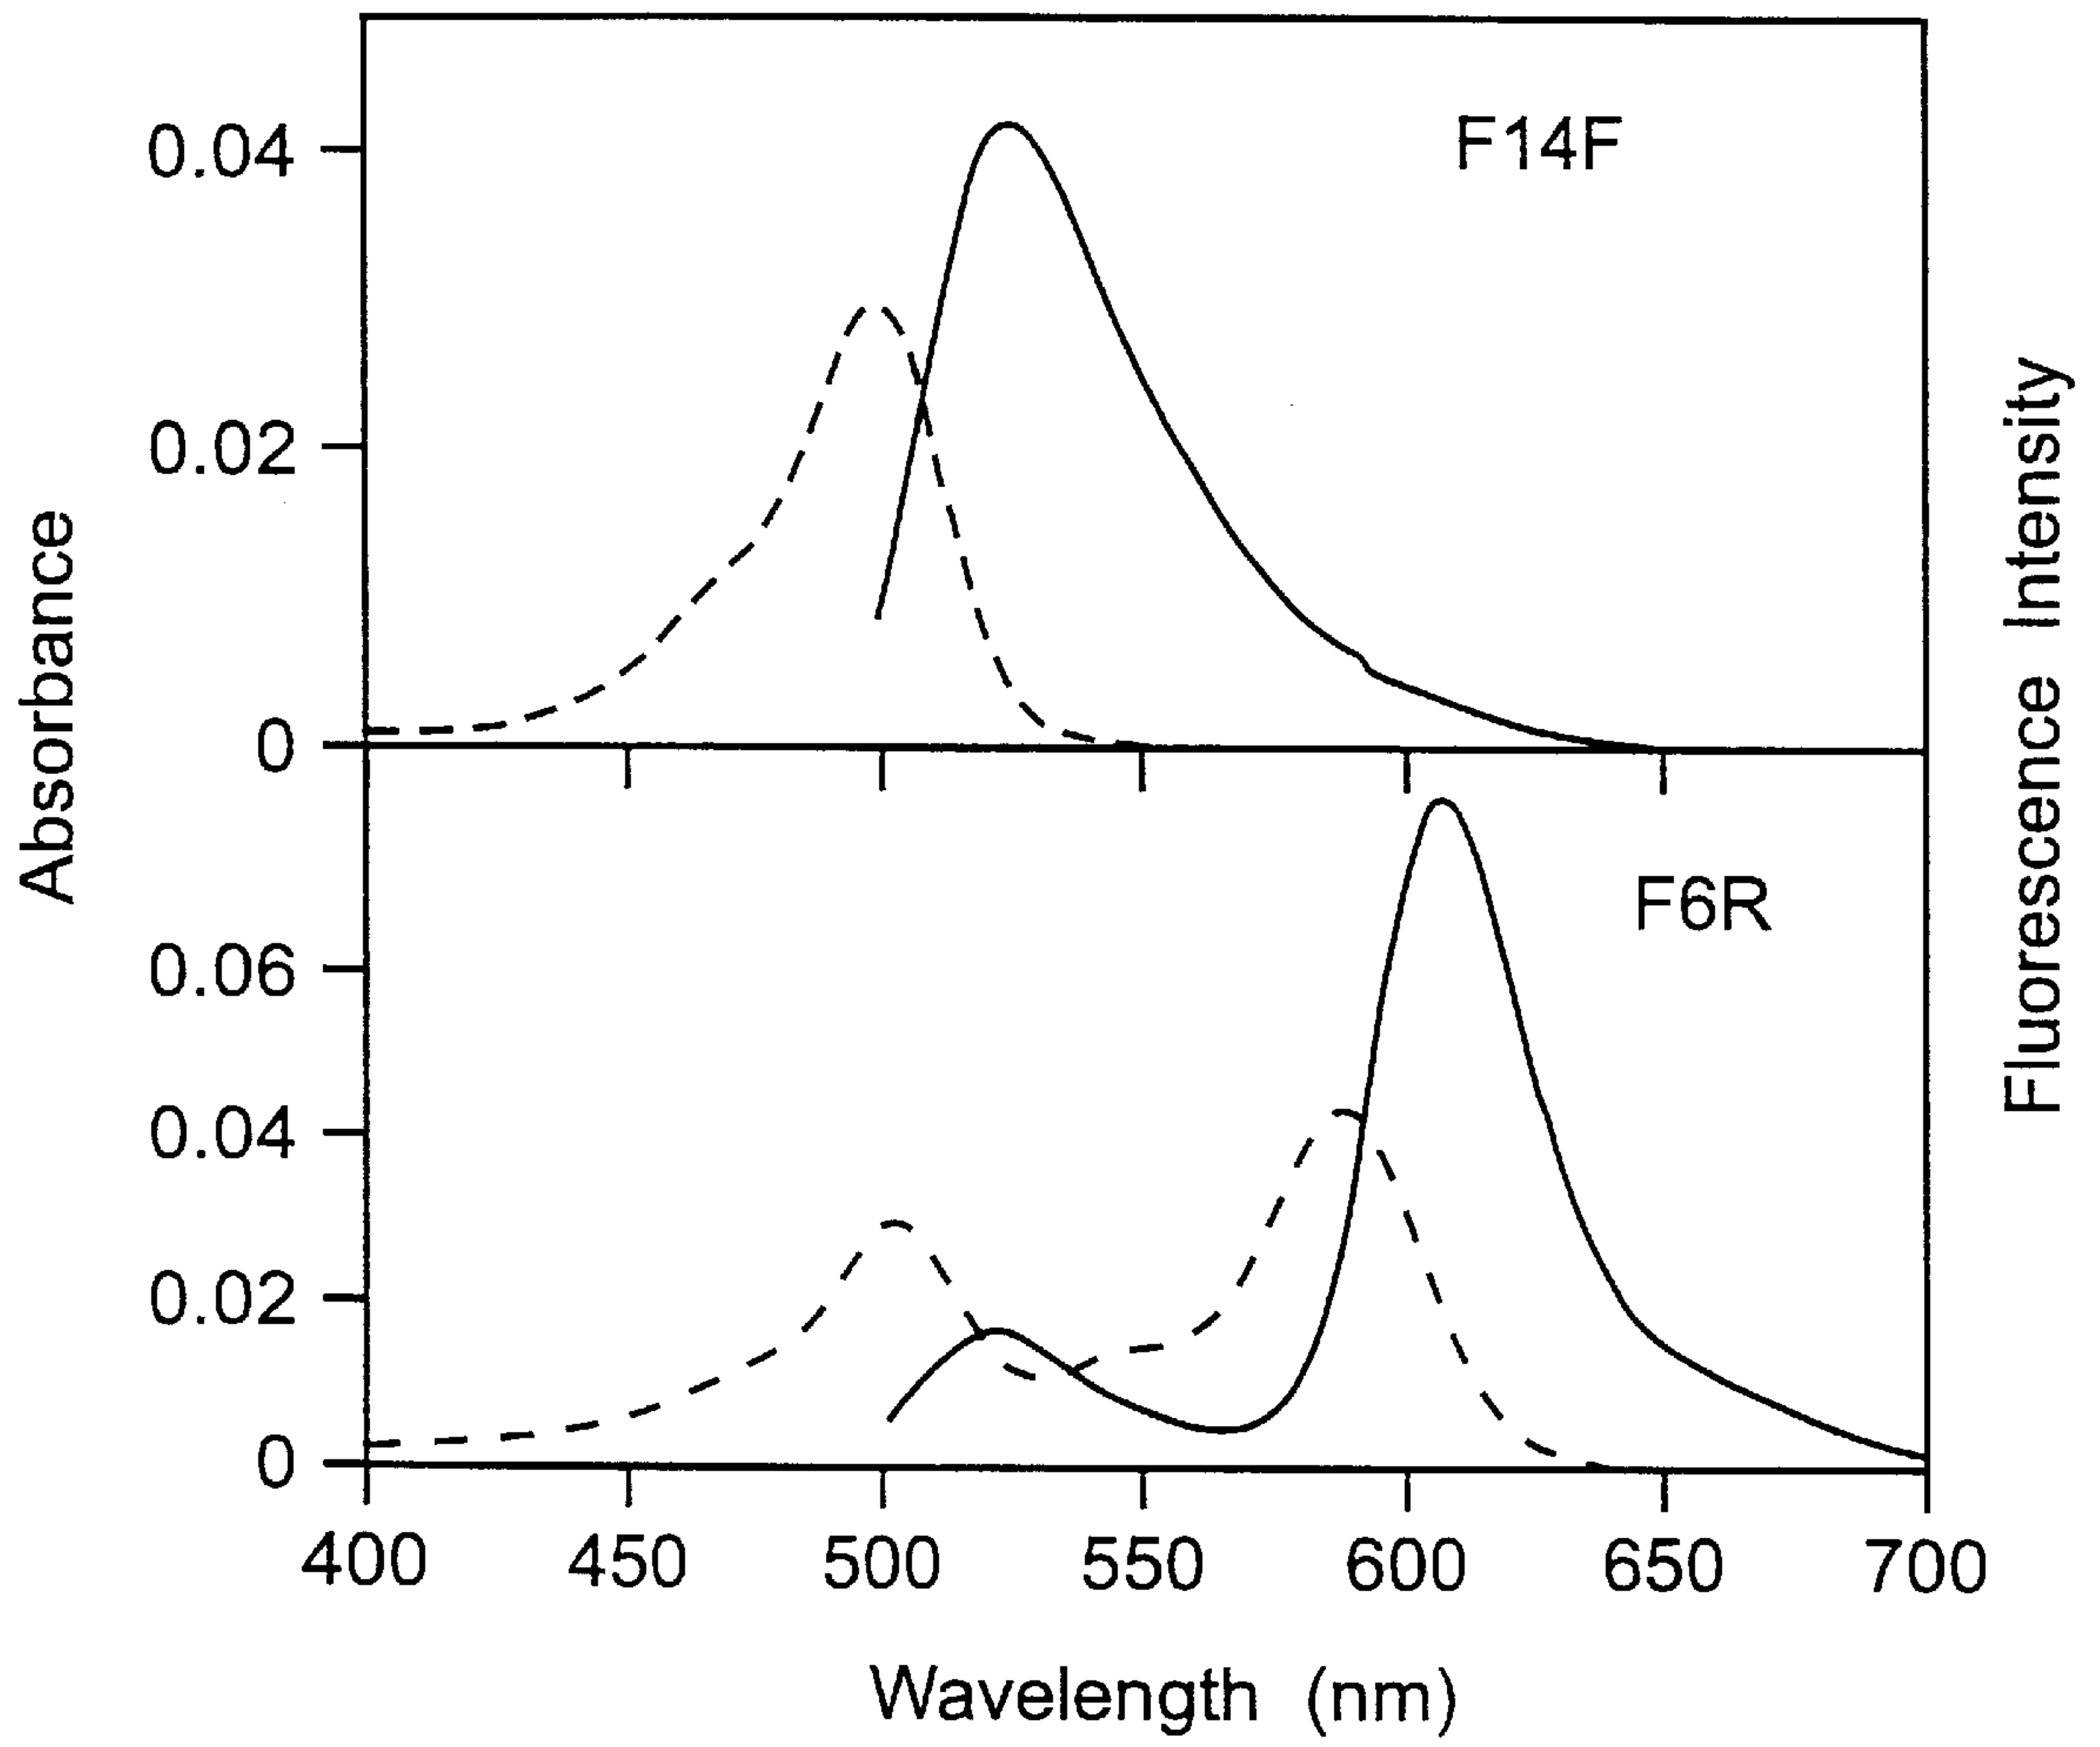 F14F
0.04
0.02
0
Absorbance
Fluorescence Intensity
F6R
0.06
0.04
0.02
0
400 450 500 550 600 650 700
Wavelength (nm)